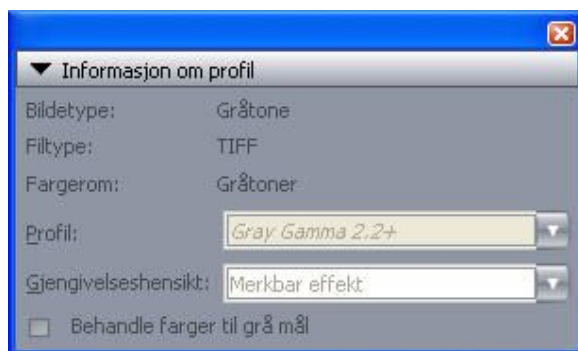 Informasjon om profil
Bildetype: Gråtone
Filtype: TIFF
Fargerom: Gråtoner
Profil: Gray Gamma 2.2+
Gjengivelseshensikt: Merkbar effekt
Behandle farger til grå mål